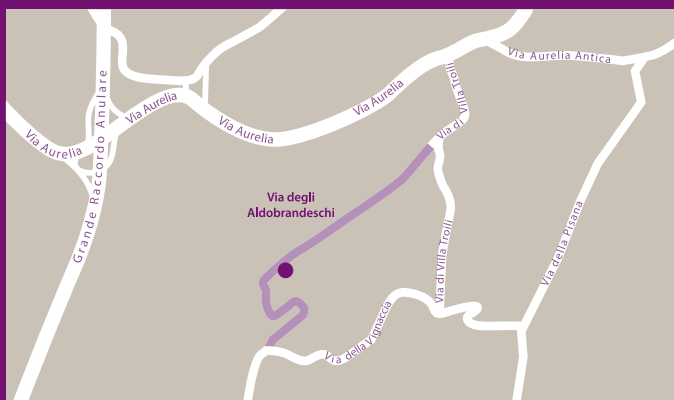 Via Aurelia Antica
Via di Villa Troili
Via Aurelia
Via Aurelia
Via Aurelia
Via Aurelia
Grande Raccordo Anulare
Via degli
Aldobrandeschi
Via di Villa Troili
Via della Pisana
Via della Vignaccia